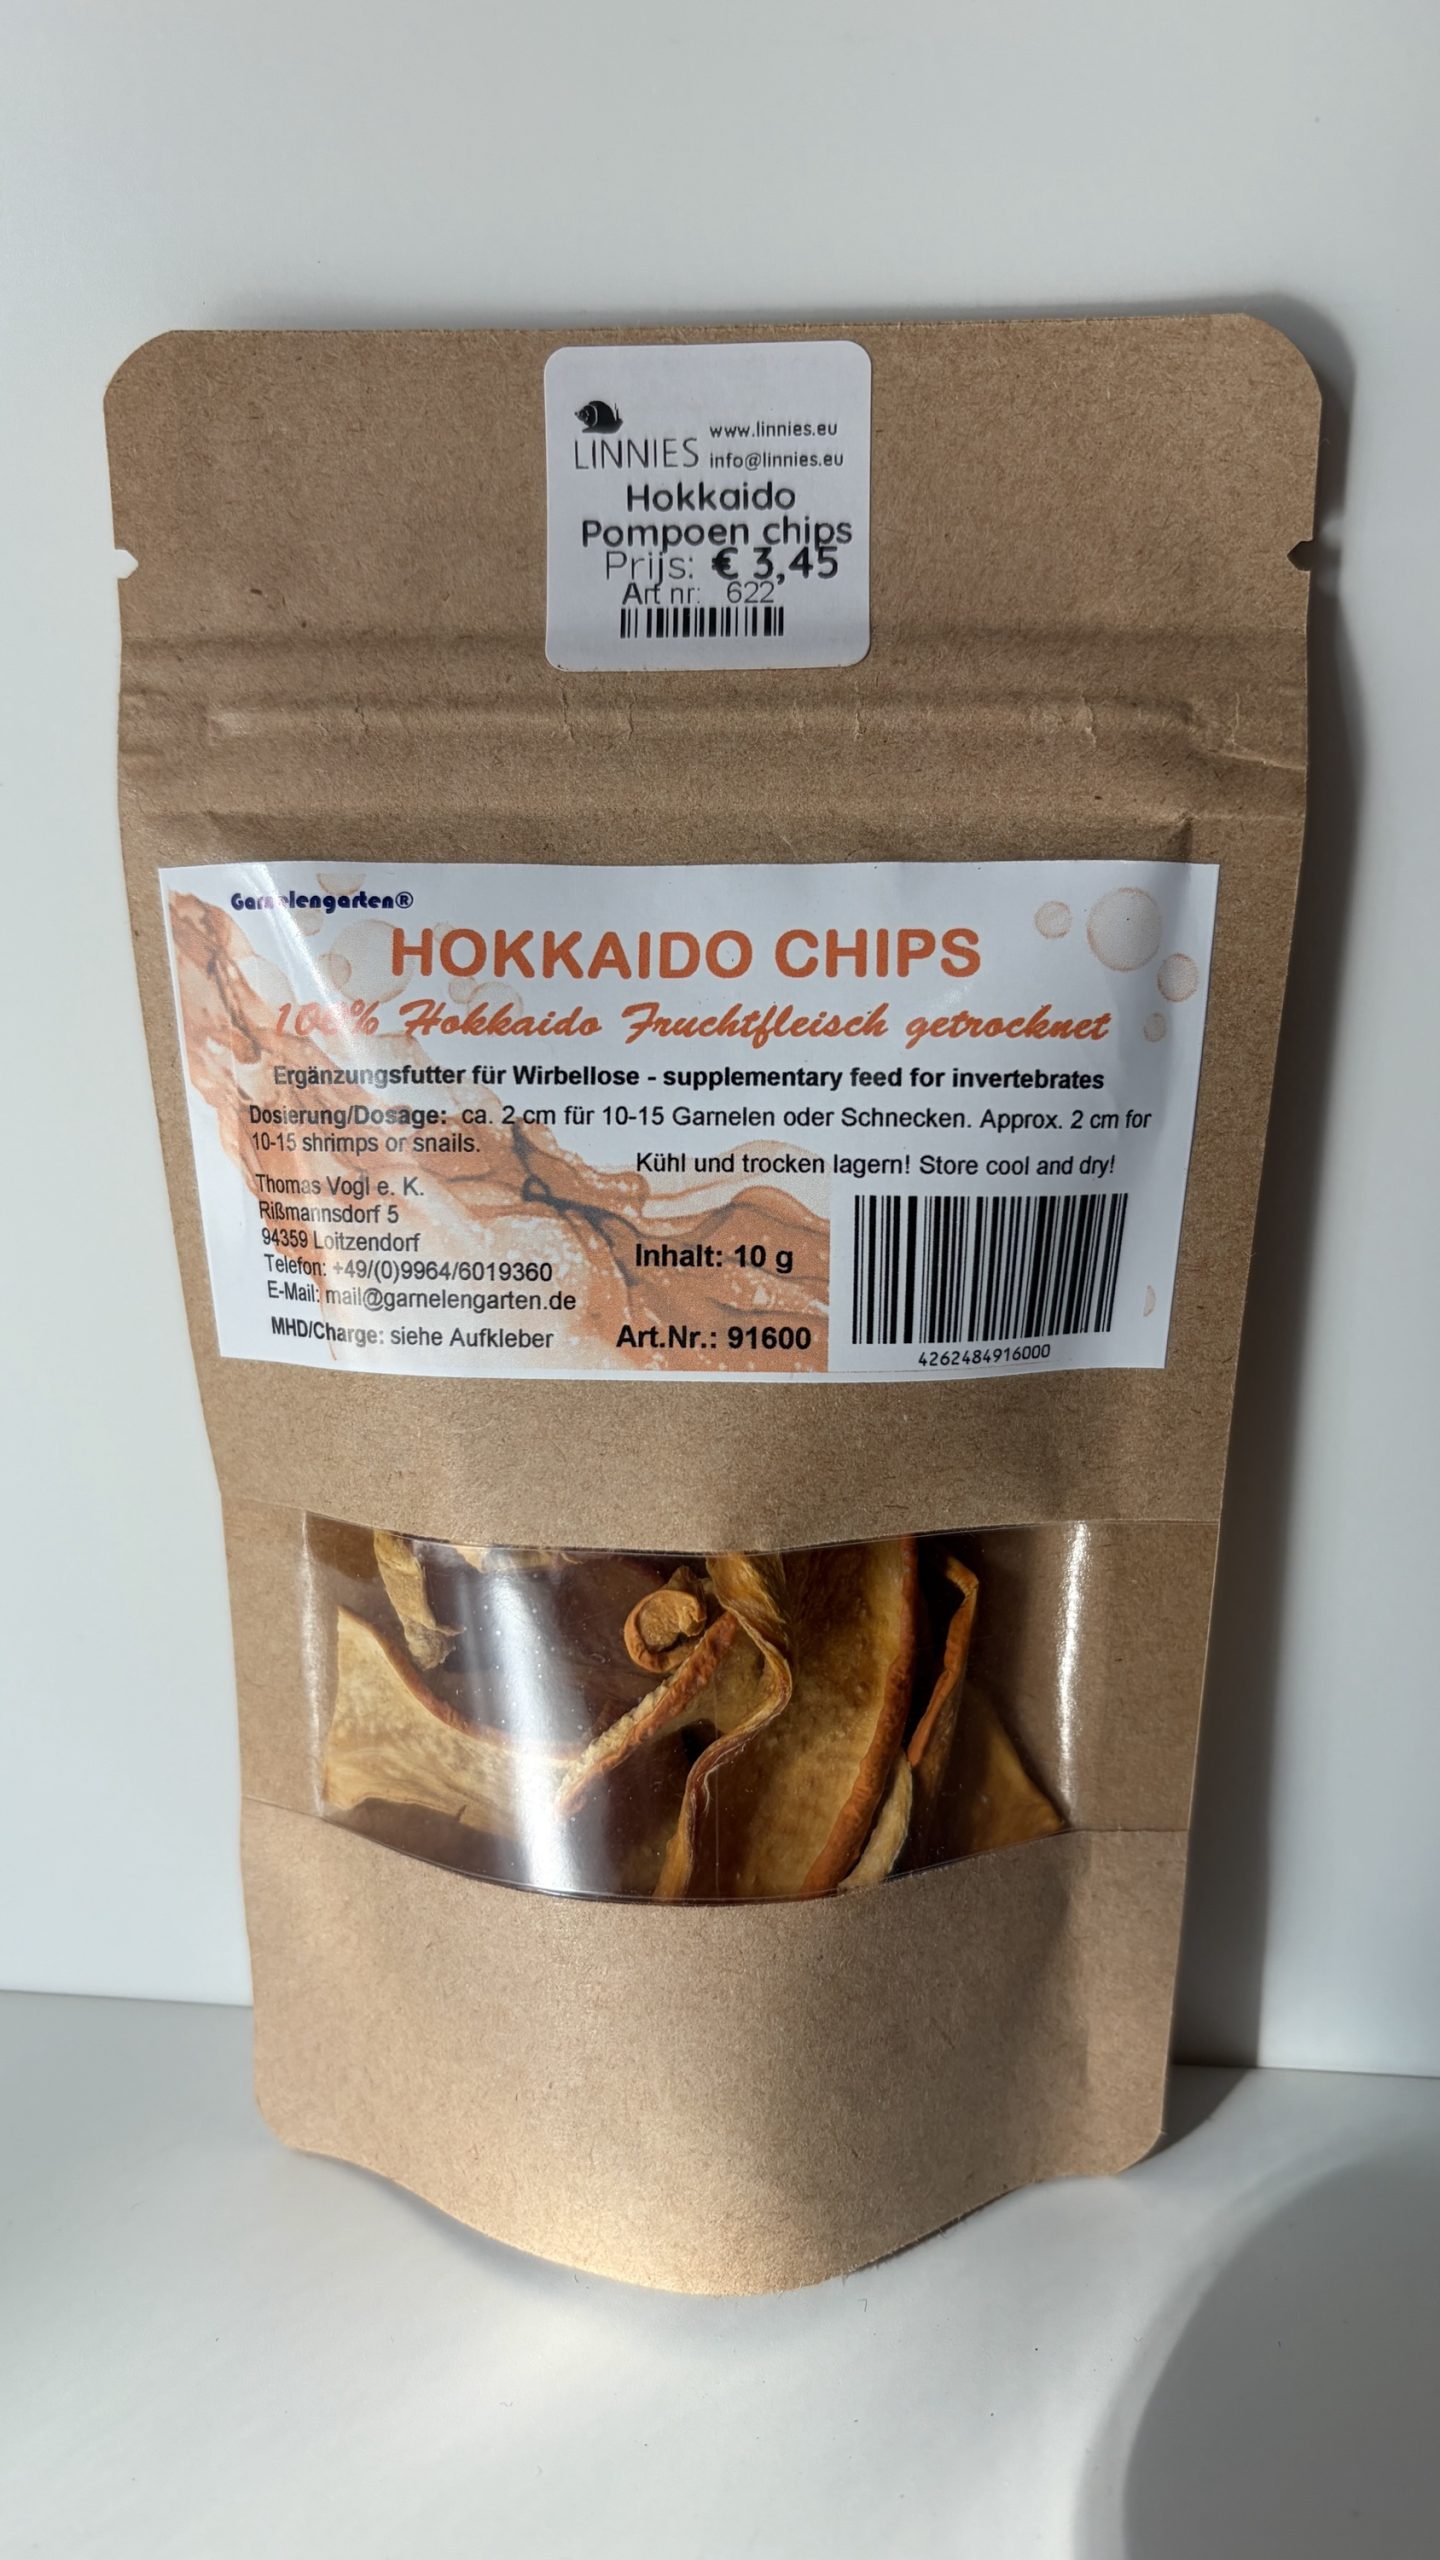 LINNIES
www.linnies.eu
info@linnies.eu
Hokkaido
Pompoen chips
Prijs: € 3,45
Art nr: 622
Garnelengarten®
HOKKAIDO CHIPS
100% Hokkaido Fruchtfleisch getrocknet
Ergänzungsfutter für Wirbellose - supplementary feed for invertebrates
Dosierung/Dosage: ca. 2 cm für 10-15 Garnelen oder Schnecken. Approx. 2 cm for
10-15 shrimps or snails.
Kühl und trocken lagern! Store cool and dry!
Thomas Vogl e. K.
Rißmannsdorf 5
94359 Loitzendorf
Telefon: +49/(0)9964/6019360
E-Mail: mail@garnelengarten.de
MHD/Charge: siehe Aufkleber
Inhalt: 10 g
Art.Nr.: 91600
4262484916000